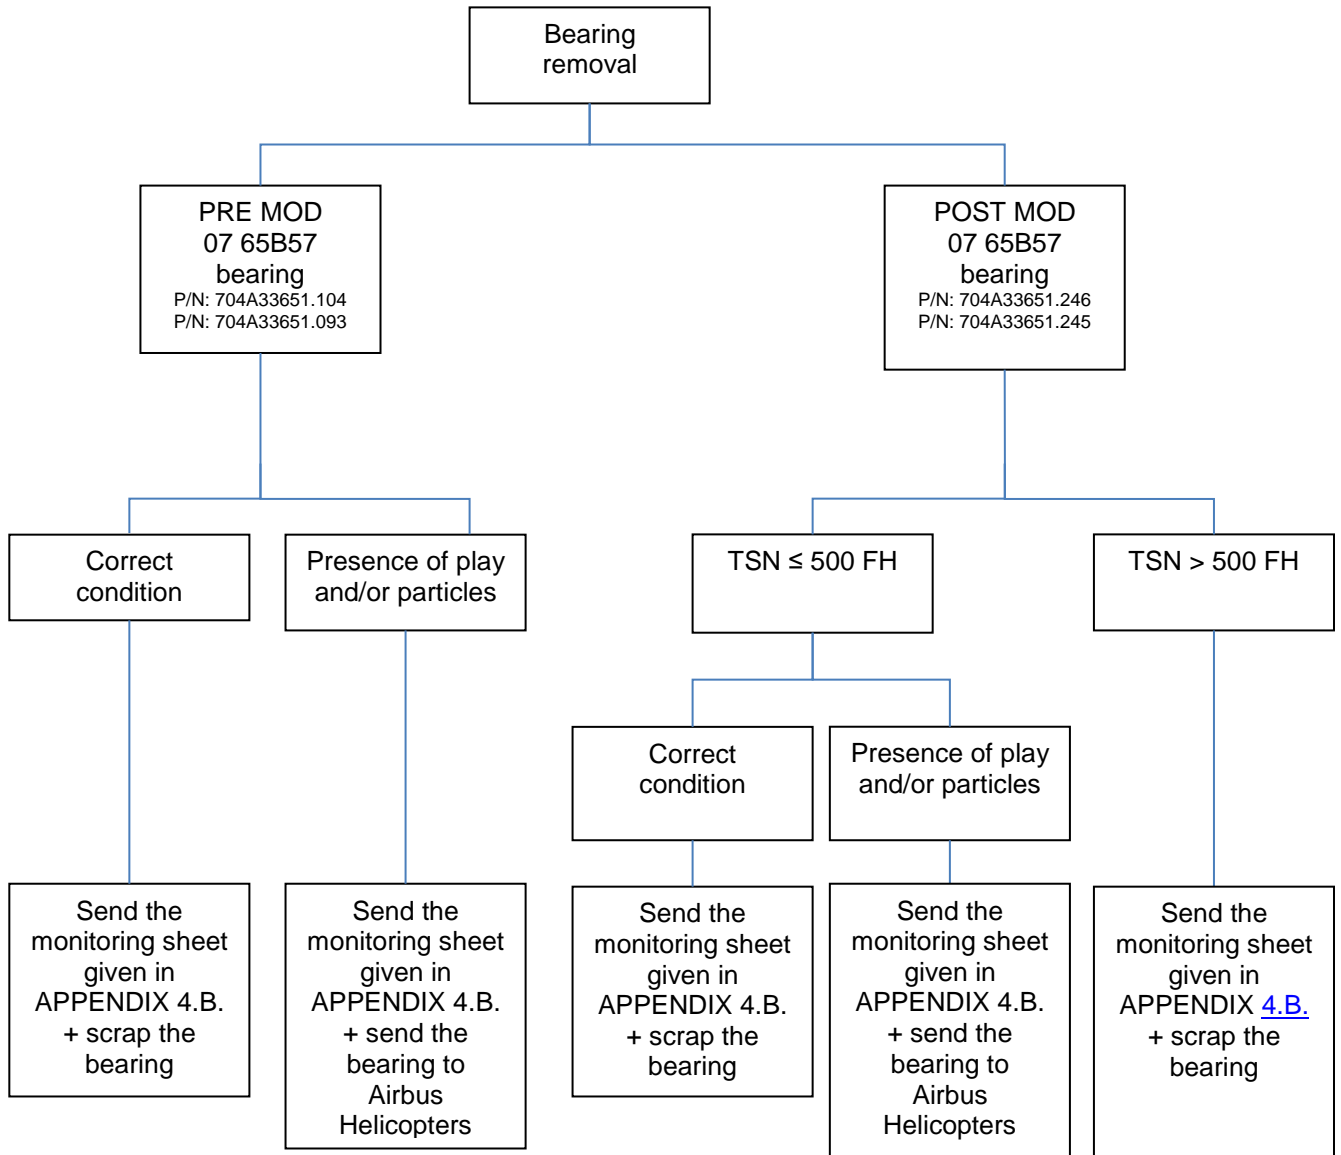 Bearing
removal
PRE MOD
07 65B57
bearing
P/N: 704A33651.104
P/N: 704A33651.093
POST MOD
07 65B57
bearing
P/N: 704A33651.246
P/N: 704A33651.245
Correct
condition
Presence of play
and/or particles
TSN ≤ 500 FH
TSN > 500 FH
Correct
condition
Presence of play
and/or particles
Send the
monitoring sheet
given in
APPENDIX 4.B.
+ scrap the
bearing
Send the
monitoring sheet
given in
APPENDIX 4.B.
+ send the
bearing to
Airbus
Helicopters
Send the
monitoring sheet
given in
APPENDIX 4.B.
+ scrap the
bearing
Send the
monitoring sheet
given in
APPENDIX 4.B.
+ send the
bearing to
Airbus
Helicopters
Send the
monitoring sheet
given in
APPENDIX 4.B.
+ scrap the
bearing